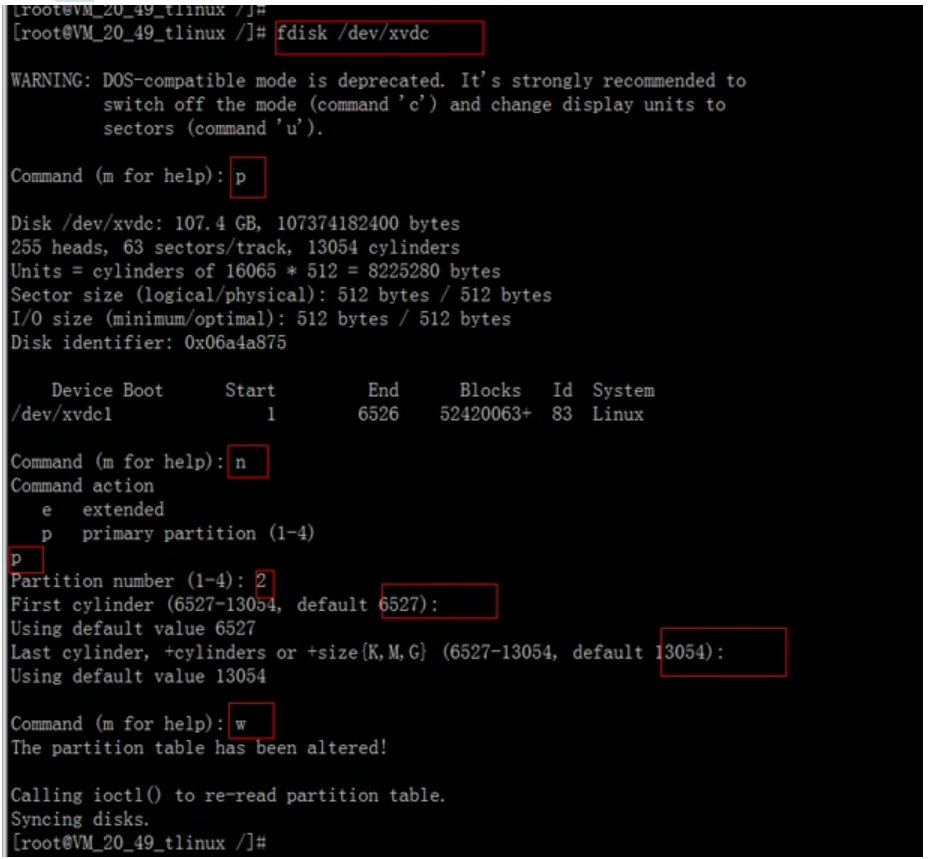 [root@VM_20_49_tlinux /]#
[root@VM_20_49_tlinux /]# fdisk /dev/xvdc
WARNING: DOS-compatible mode is deprecated. It's strongly recommended to
switch off the mode (command 'c') and change display units to
sectors (command 'u').
Command (m for help): p
Disk /dev/xvdc: 107.4 GB, 107374182400 bytes
255 heads, 63 sectors/track, 13054 cylinders
Units = cylinders of 16065 * 512 = 8225280 bytes
Sector size (logical/physical): 512 bytes / 512 bytes
I/O size (minimum/optimal): 512 bytes / 512 bytes
Disk identifier: 0x06a4a875
Device Boot Start End Blocks Id System
/dev/xvdc1 1 6526 52420063+ 83 Linux
Command (m for help): n
Command action
e extended
p primary partition (1-4)
p
Partition number (1-4): 2
First cylinder (6527-13054, default 6527):
Using default value 6527
Last cylinder, +cylinders or +size{K,M,G} (6527-13054, default 13054):
Using default value 13054
Command (m for help): w
The partition table has been altered!
Calling ioctl() to re-read partition table.
Syncing disks.
[root@VM_20_49_tlinux /]#